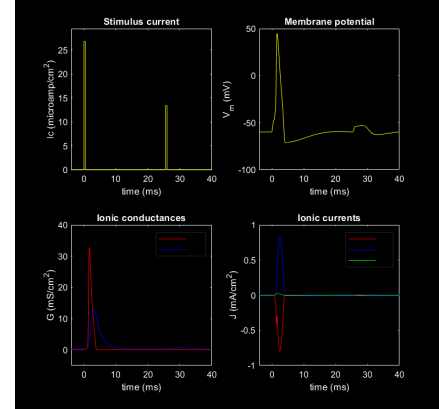 Stimulus current
Ic (microamp/cm²)
25
20
15
10
5
0
0 10 20 30 40
time (ms)
Membrane potential
Vm (mV)
50
0
-50
-100
0 10 20 30 40
time (ms)
Ionic conductances
G (mS/cm²)
40
30
20
10
0
0 10 20 30 40
time (ms)
Ionic currents
J (mA/cm²)
1
0.5
0
-0.5
-1
0 10 20 30 40
time (ms)